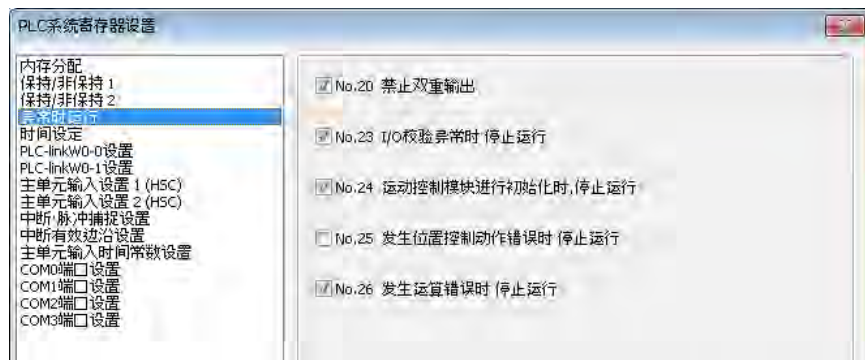 PLC系统寄存器设置
内存分配
保持/非保持 1
保持/非保持 2
异常时运行
时间设定
PLC-linkW0-0设置
PLC-linkW0-1设置
主单元输入设置 1 (HSC)
主单元输入设置 2 (HSC)
中断·脉冲捕捉设置
中断有效边沿设置
主单元输入时间常数设置
COM0端口设置
COM1端口设置
COM2端口设置
COM3端口设置
No.20 禁止双重输出
No.23 I/O校验异常时 停止运行
No.24 运动控制模块进行初始化时,停止运行
No.25 发生位置控制动作错误时 停止运行
No.26 发生运算错误时 停止运行